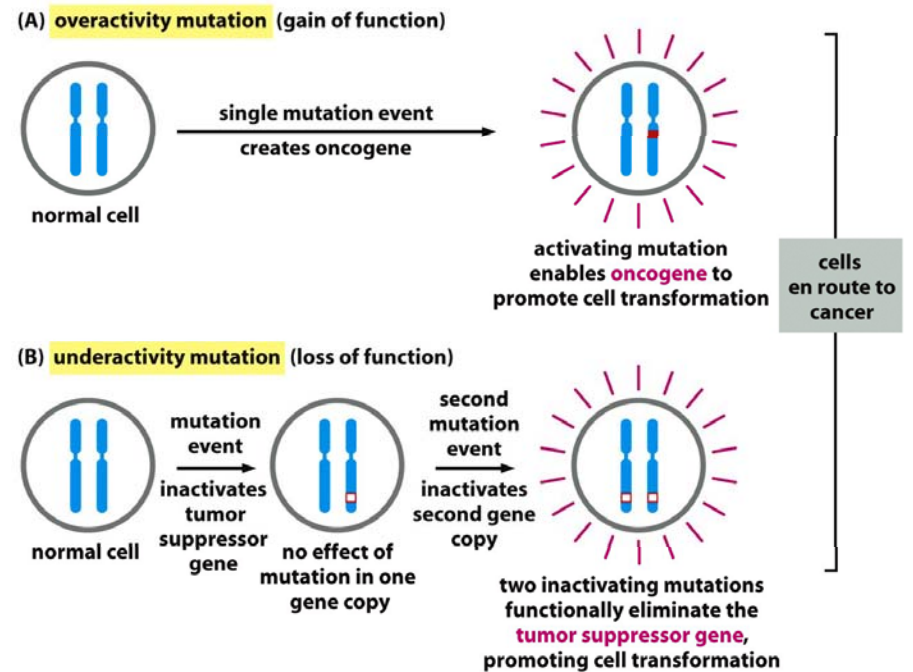 (A) overactivity mutation (gain of function)
single mutation event
creates oncogene
normal cell
activating mutation
enables oncogene to
promote cell transformation
cells
en route to
cancer
(B) underactivity mutation (loss of function)
normal cell
mutation
event
inactivates
tumor
suppressor
gene
no effect of
mutation in one
gene copy
second
mutation
event
inactivates
second gene
copy
two inactivating mutations
functionally eliminate the
tumor suppressor gene,
promoting cell transformation